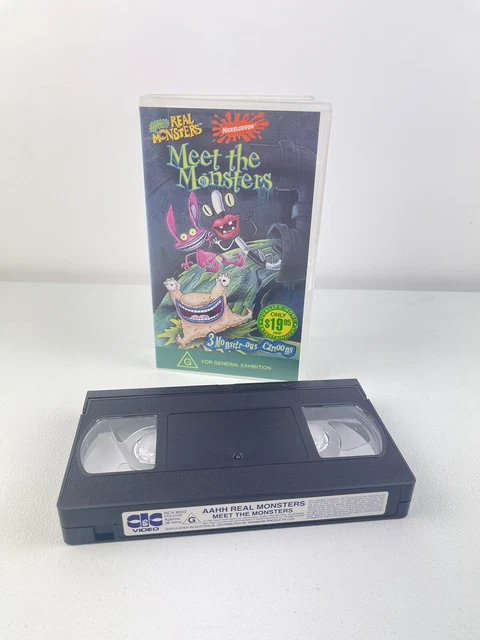 REAL
MONSTERS
NICKELODEON
Meet the
Monsters
ONLY
$19.95
3 Monstr-ous Cartoons
G
FOR GENERAL EXHIBITION
CIC
VIDEO
G
AAHH REAL MONSTERS
MEET THE MONSTERS